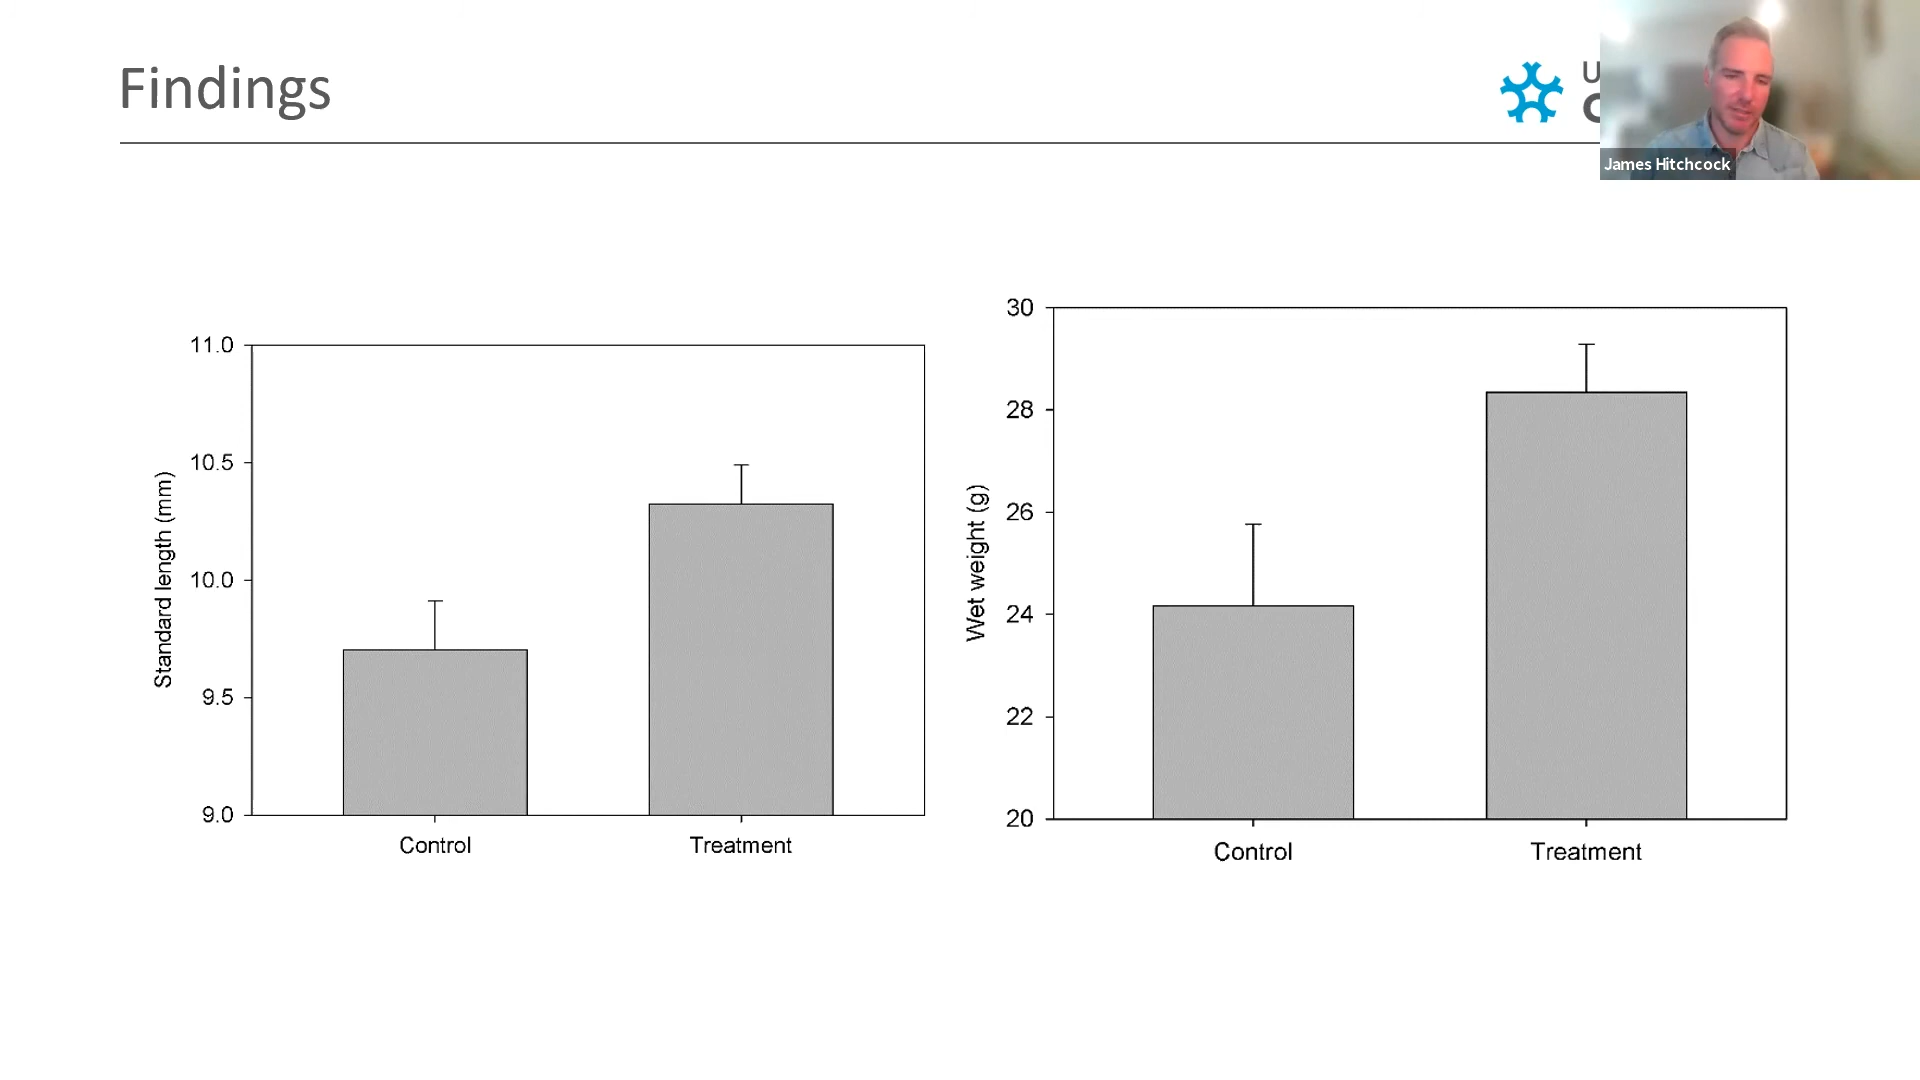 Findings
U
James Hitchcock
11.0
10.5
10.0
9.5
9.0
Standard length (mm)
Control Treatment
30
28
26
24
22
20
Wet weight (g)
Control Treatment